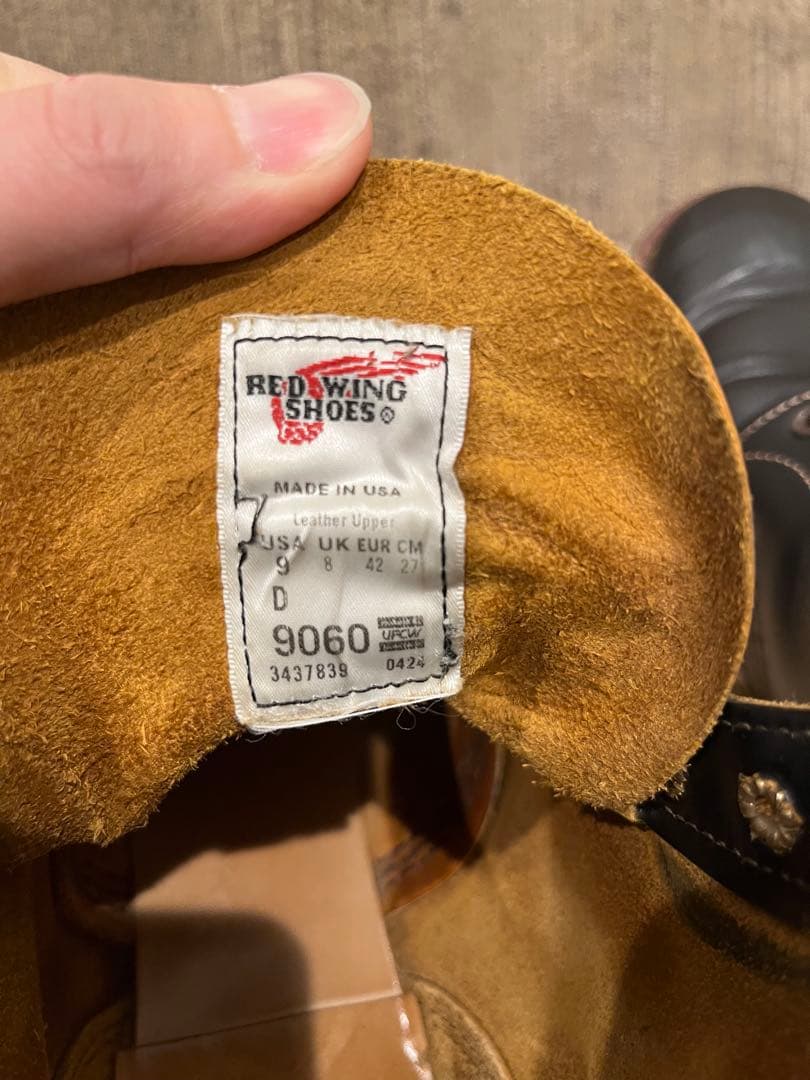 RED WING
SHOES ®
MADE IN USA
Leather Upper
USA UK EUR CM
9 8 42 27
D
9060 UFCW
3437839 0424